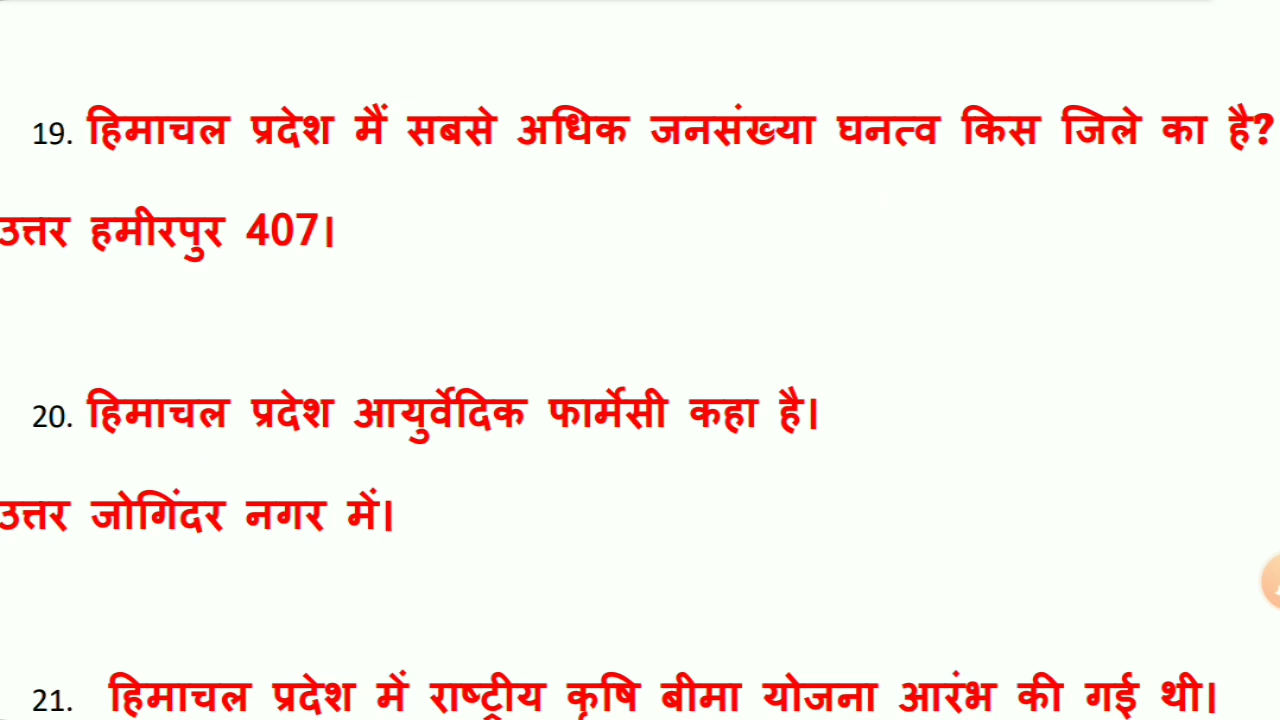 19. हिमाचल प्रदेश मैं सबसे अधिक जनसंख्या घनत्व किस जिले का है?
उत्तर हमीरपुर 407।
20. हिमाचल प्रदेश आयुर्वेदिक फार्मेसी कहा है।
उत्तर जोगिंदर नगर में।
21. हिमाचल प्रदेश में राष्ट्रीय कृषि बीमा योजना आरंभ की गई थी।